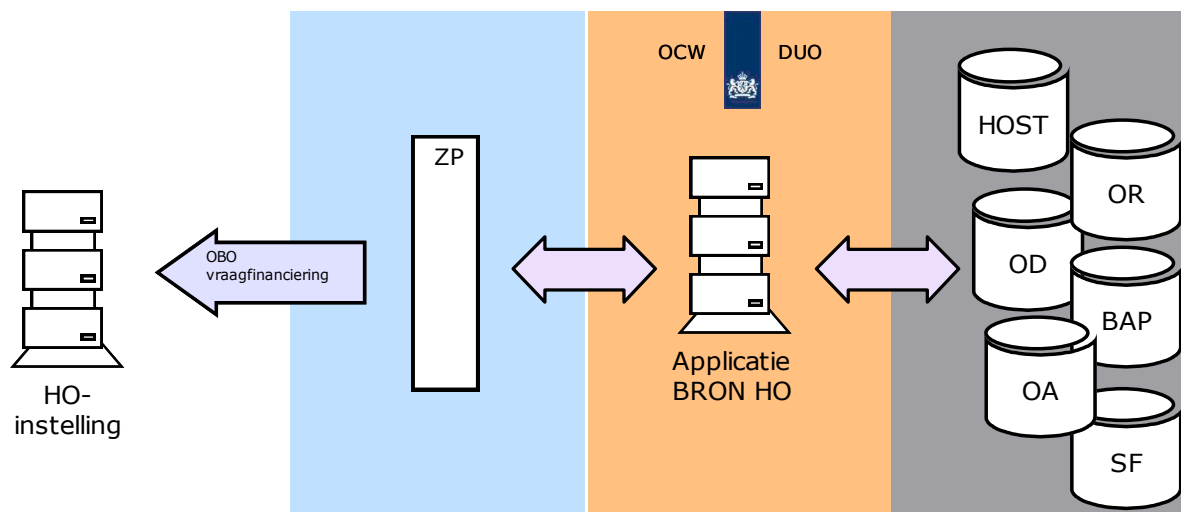 OCW DUO
HOST
ZP
OR
OBO
vraagfinanciering
OD
BAP
Applicatie
BRON HO
OA
HO-
instelling
SF